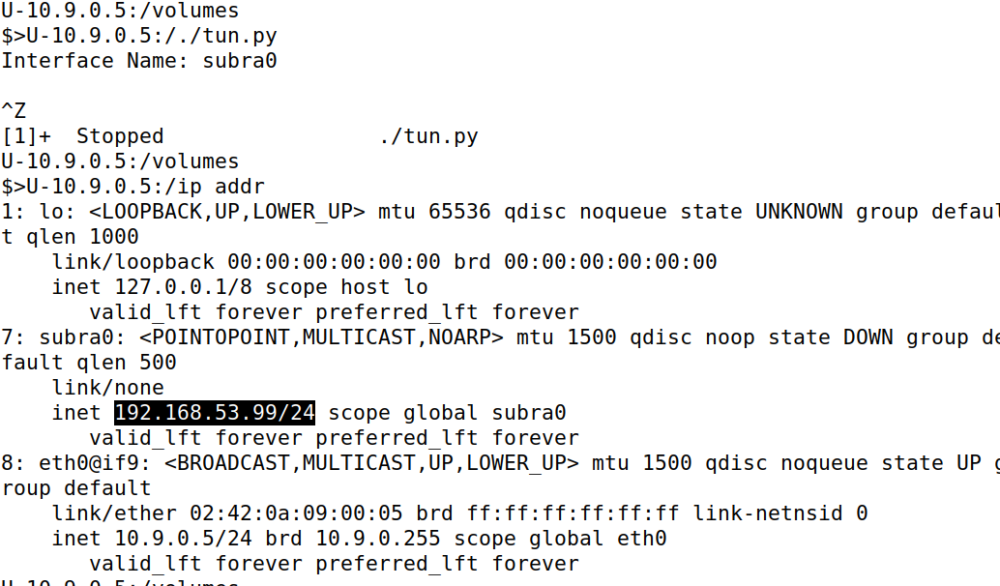 U-10.9.0.5:/volumes
$>U-10.9.0.5:/./tun.py
Interface Name: subra0
^Z
[1]+  Stopped                 ./tun.py
U-10.9.0.5:/volumes
$>U-10.9.0.5:/ip addr
1: lo: <LOOPBACK,UP,LOWER_UP> mtu 65536 qdisc noqueue state UNKNOWN group defaul
t qlen 1000
    link/loopback 00:00:00:00:00:00 brd 00:00:00:00:00:00
    inet 127.0.0.1/8 scope host lo
       valid_lft forever preferred_lft forever
7: subra0: <POINTOPOINT,MULTICAST,NOARP> mtu 1500 qdisc noop state DOWN group de
fault qlen 500
    link/none
    inet 192.168.53.99/24 scope global subra0
       valid_lft forever preferred_lft forever
8: eth0@if9: <BROADCAST,MULTICAST,UP,LOWER_UP> mtu 1500 qdisc noqueue state UP g
roup default
    link/ether 02:42:0a:09:00:05 brd ff:ff:ff:ff:ff:ff link-netnsid 0
    inet 10.9.0.5/24 brd 10.9.0.255 scope global eth0
       valid_lft forever preferred_lft forever
U-10.9.0.5:/volumes